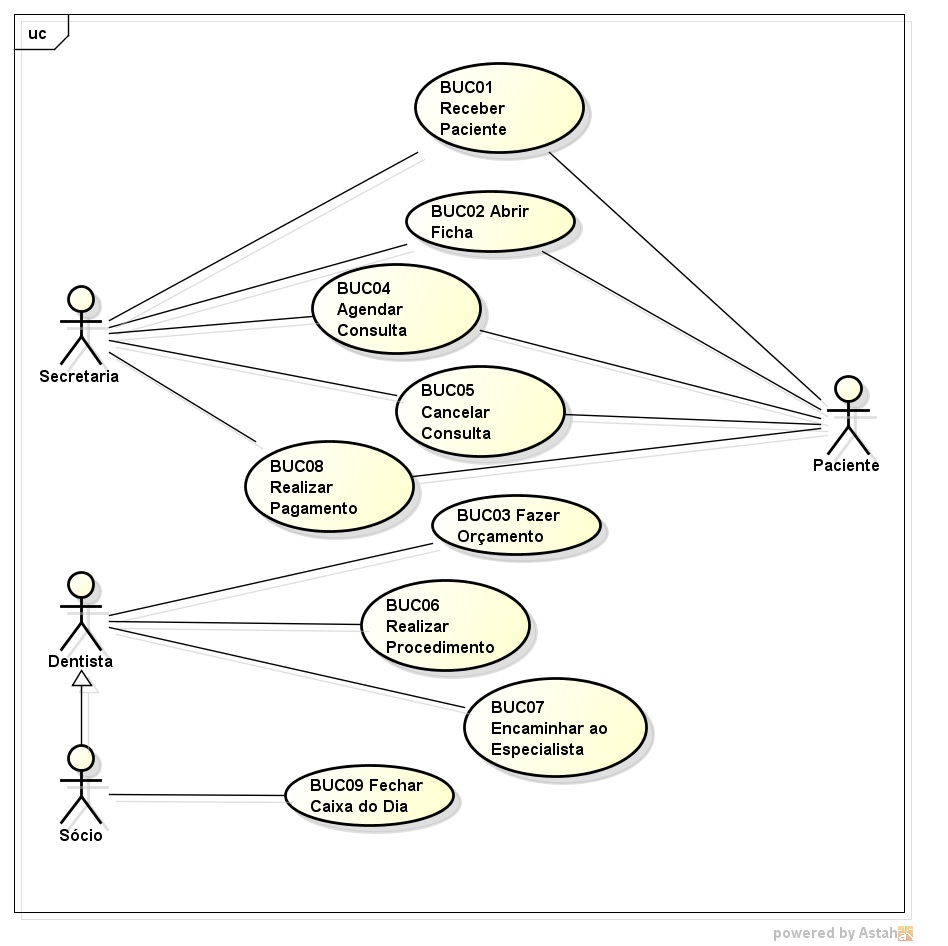 uc
BUC01
Receber
Paciente
BUC02 Abrir
Ficha
BUC04
Agendar
Consulta
Secretaria
BUC05
Cancelar
Consulta
Paciente
BUC08
Realizar
Pagamento
BUC03 Fazer
Orçamento
BUC06
Realizar
Procedimento
Dentista
BUC07
Encaminhar ao
Especialista
BUC09 Fechar
Caixa do Dia
Sócio
powered by Astah